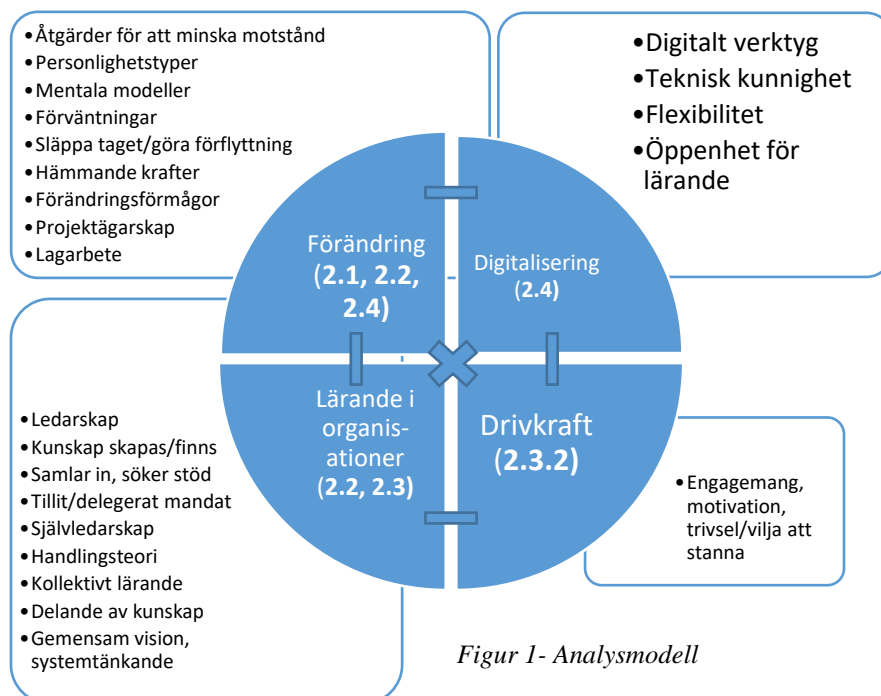 •Åtgärder för att minska motstånd
•Personlighetstyper
•Mentala modeller
•Förväntningar
•Släppa taget/göra förflyttning
•Hämmande krafter
•Förändringsförmågor
•Projektägarskap
•Lagarbete
•Digitalt verktyg
•Teknisk kunnighet
•Flexibilitet
•Öppenhet för
lärande
Förändring
(2.1, 2.2,
2.4)
Digitalisering
(2.4)
Lärande i
organis-
ationer
(2.2, 2.3)
Drivkraft
(2.3.2)
•Ledarskap
•Kunskap skapas/finns
•Samlar in, söker stöd
•Tillit/delegerat mandat
•Självledarskap
•Handlingsteori
•Kollektivt lärande
•Delande av kunskap
•Gemensam vision,
systemtänkande
•Engagemang,
motivation,
trivsel/vilja att
stanna
Figur 1- Analysmodell